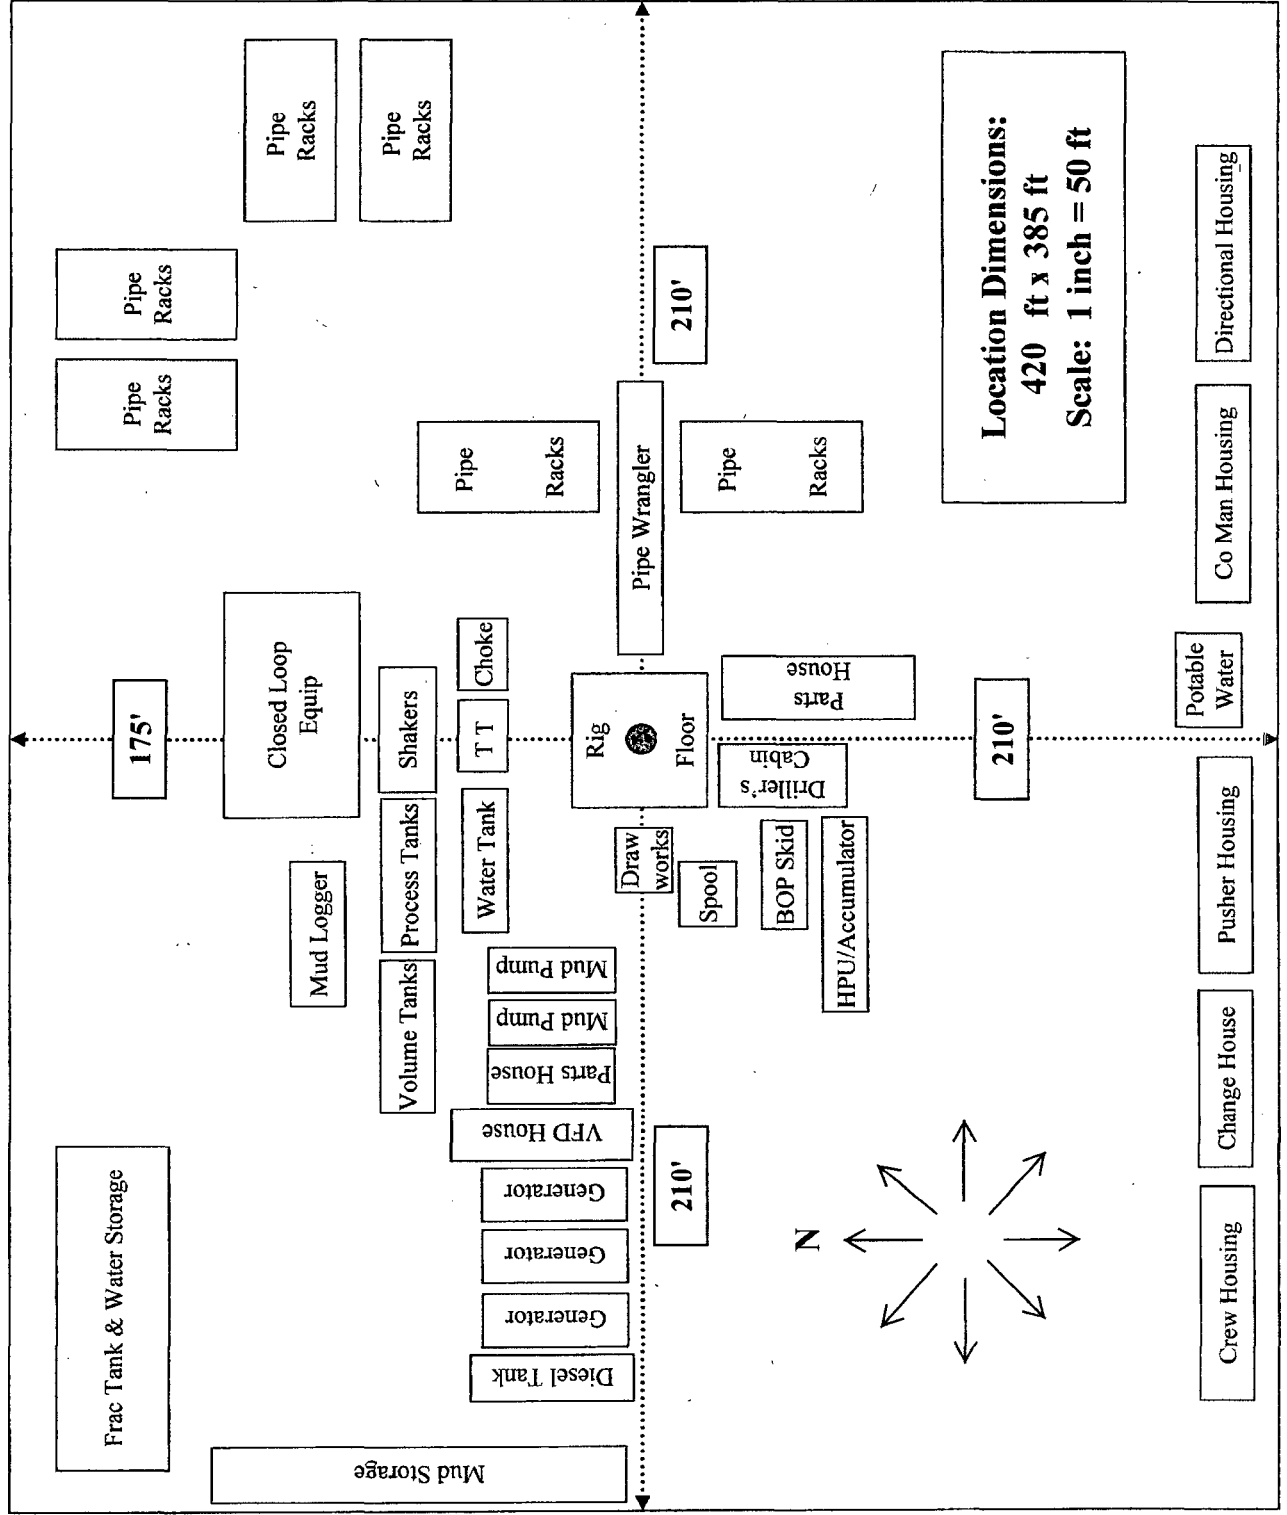 Frac Tank & Water Storage
Pipe
Racks
Pipe
Racks
Pipe
Racks
Pipe
Racks
175'
Mud Storage
Closed Loop
Equip
Mud Logger
Volume Tanks
Process Tanks
Shakers
Water Tank
T T
Choke
Pipe
Racks
Diesel Tank
Generator
Generator
Generator
VFD House
Parts House
Mud Pump
Mud Pump
Rig
Floor
Draw
works
Pipe Wrangler
210'
210'
Spool
Driller's
Cabin
Parts
House
Pipe
Racks
BOP Skid
HPU/Accumulator
N
210'
Location Dimensions:
420 ft x 385 ft
Scale: 1 inch = 50 ft
Potable
Water
Crew Housing
Change House
Pusher Housing
Co Man Housing
Directional Housing